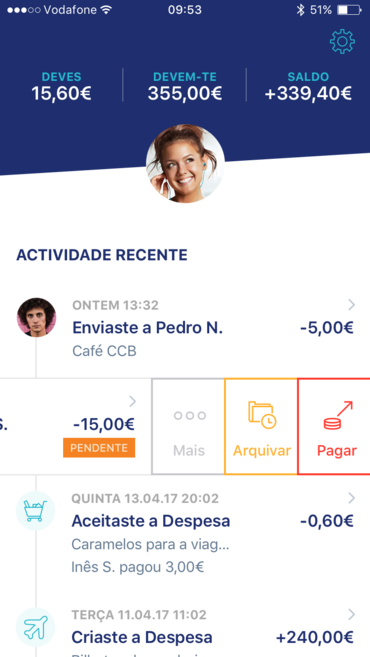 Vodafone 09:53 51%
DEVES DEVEM-TE SALDO
15,60€ 355,00€ +339,40€
ACTIVIDADE RECENTE
ONTEM 13:32
Enviaste a Pedro N. -5,00€
Café CCB
S. -15,00€
PENDENTE
Mais Arquivar Pagar
QUINTA 13.04.17 20:02
Aceitaste a Despesa -0,60€
Caramelos para a viag...
Inês S. pagou 3,00€
TERÇA 11.04.17 11:02
Criaste a Despesa +240,00€